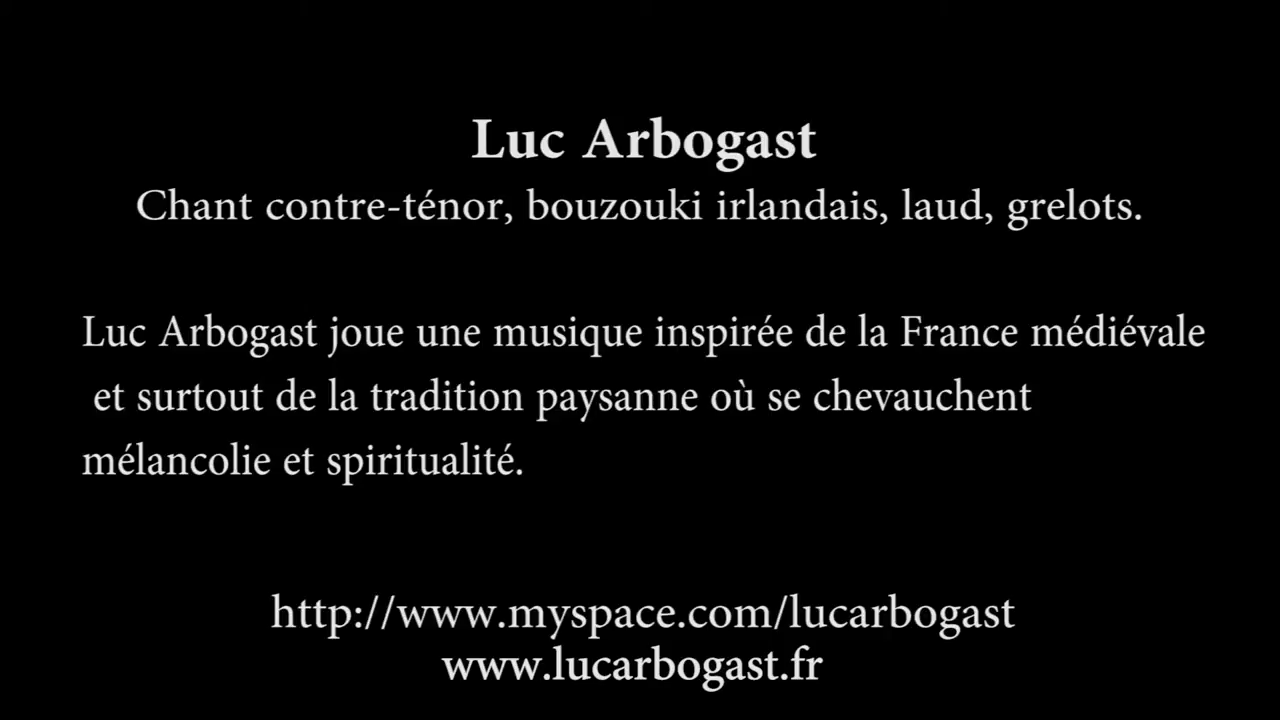 Luc Arbogast
Chant contre-ténor, bouzouki irlandais, laud, grelots.
Luc Arbogast joue une musique inspirée de la France médiévale
et surtout de la tradition paysanne où se chevauchent
mélancolie et spiritualité.
http://www.myspace.com/lucarbogast
www.lucarbogast.fr